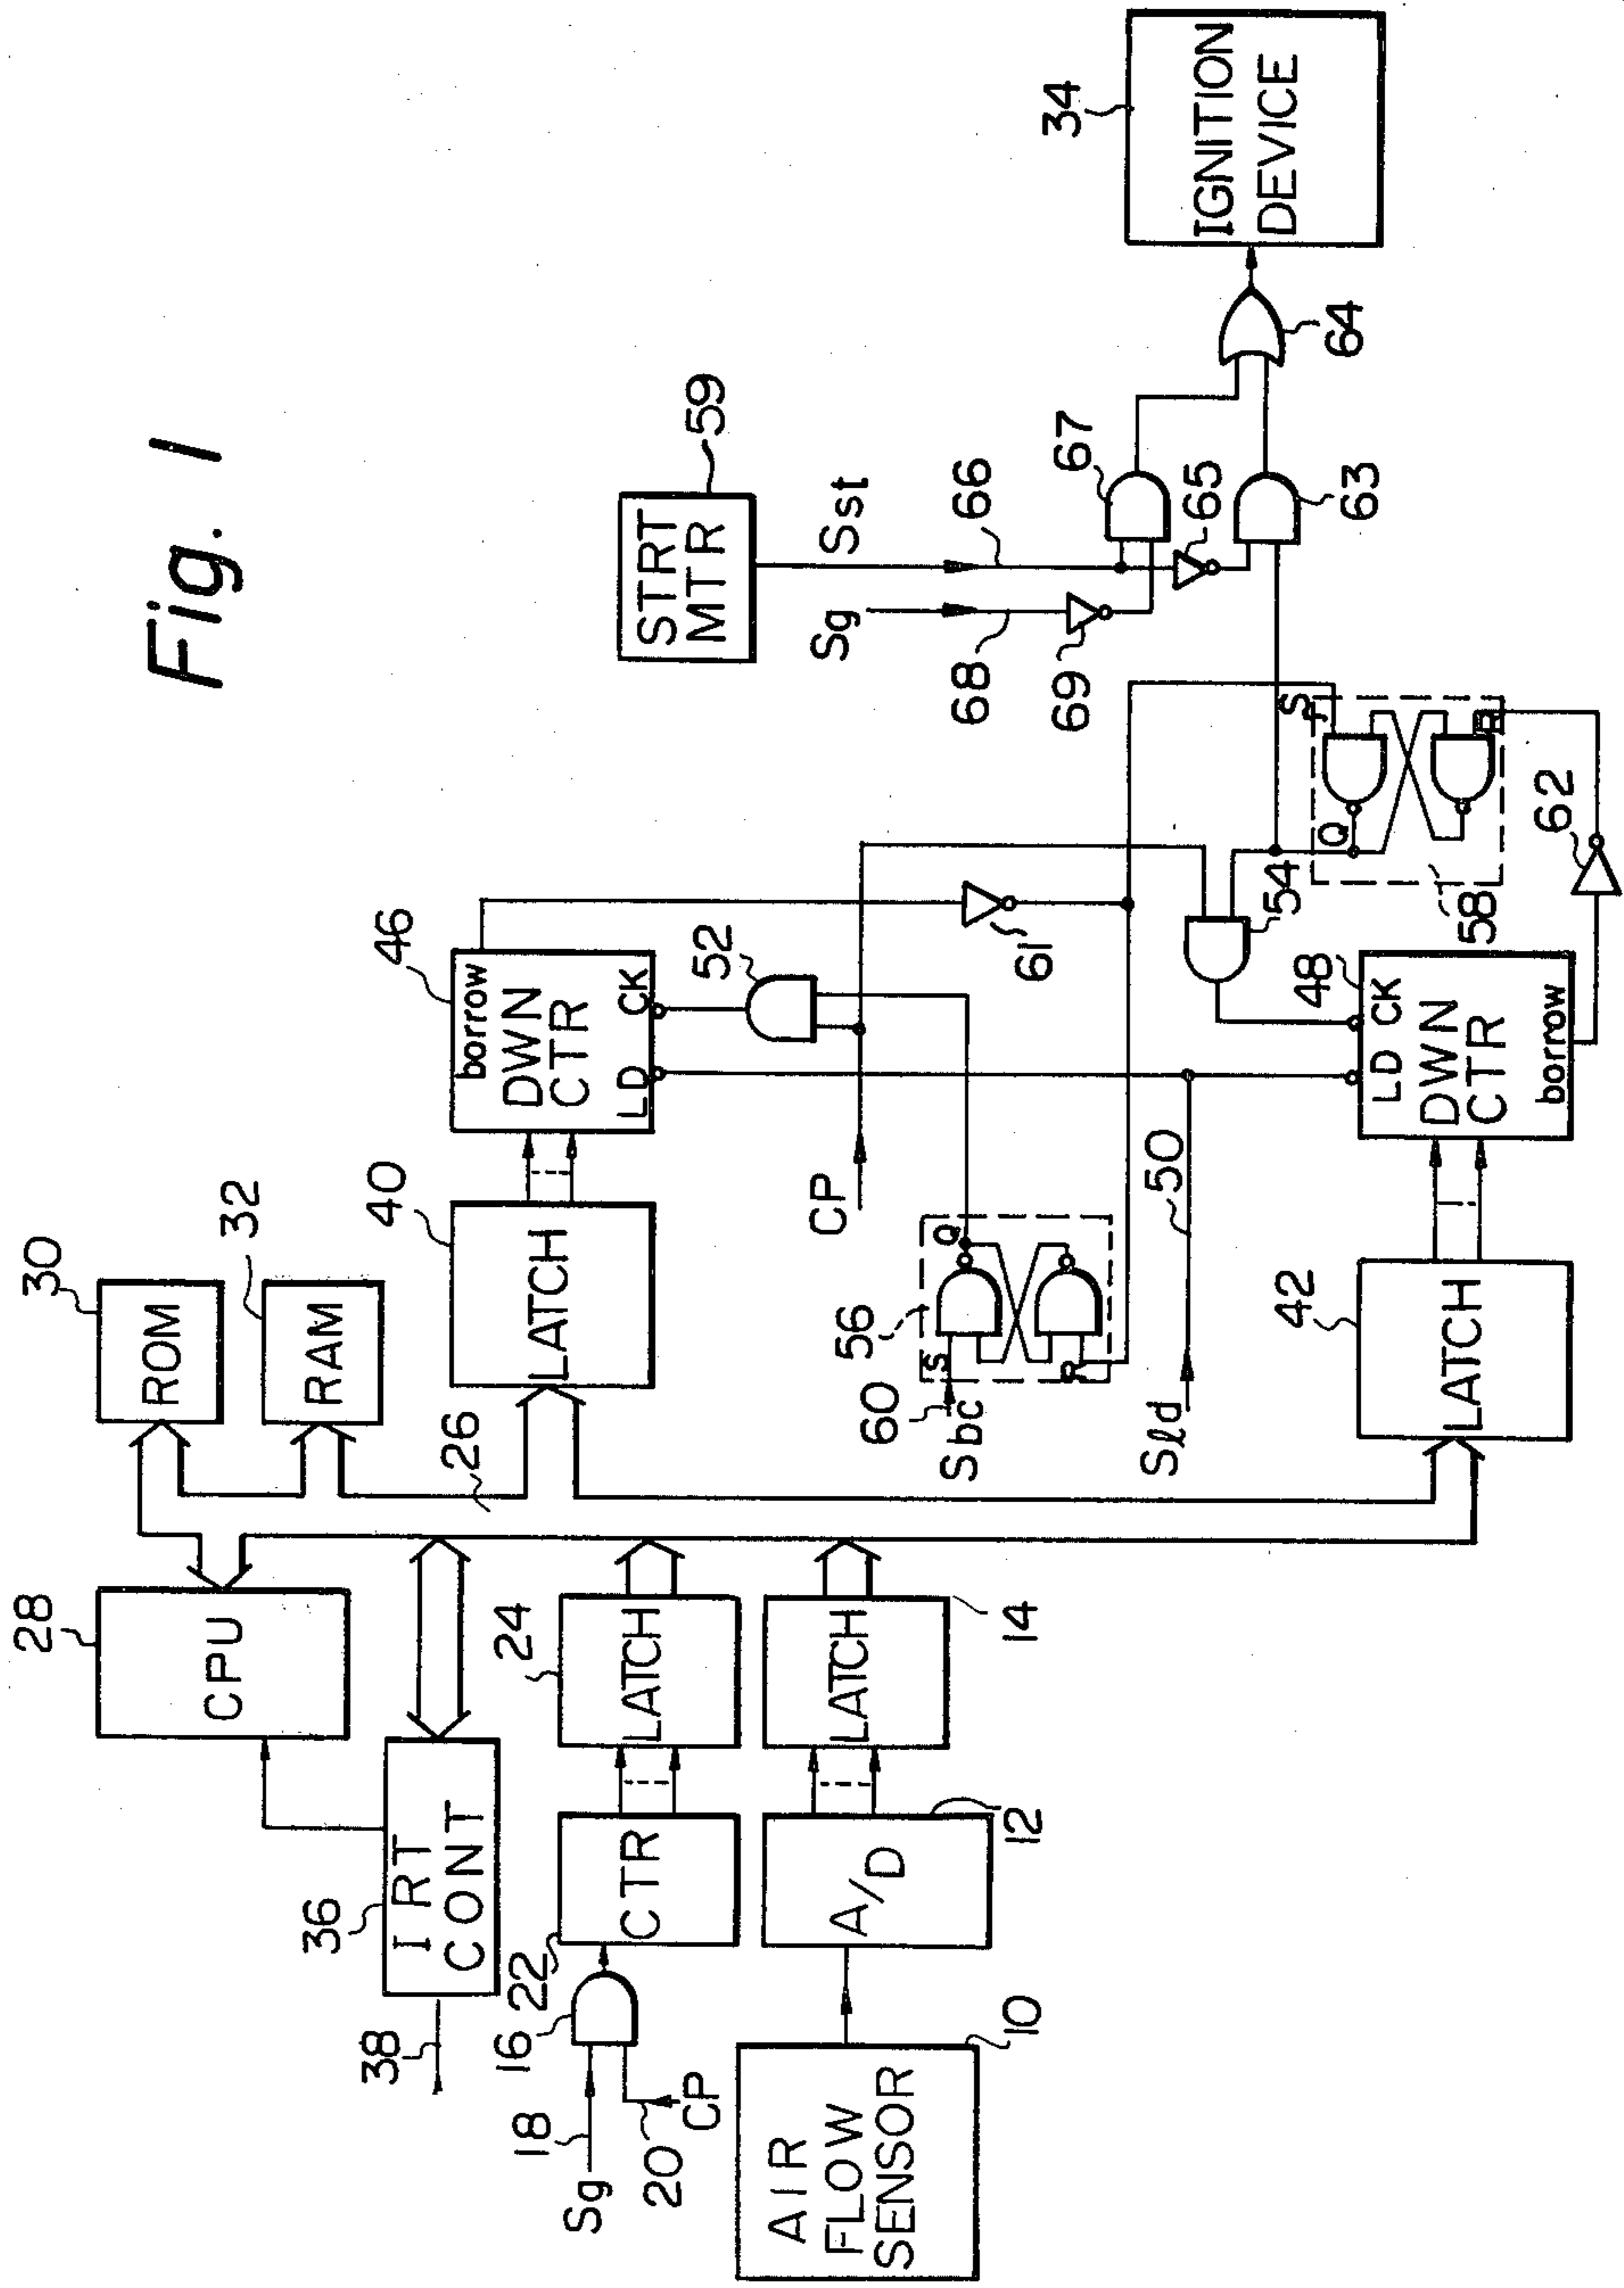 Fig. 1
28
CPU
30
ROM
32
RAM
36
IRT
CONT
38
26
18
Sg
16
20
CP
22
CTR
24
LATCH
10
AIR
FLOW
SENSOR
12
A/D
14
LATCH
40
LATCH
46
borrow
DWN
CTR
LD
CK
52
CP
56
S
Q
R
60
Sbc
Sld
50
61
42
LATCH
48
LD
CK
DWN
CTR
borrow
54
58
S
Q
R
62
59
STRT
MTR
Sst
66
Sg
68
69
67
65
63
64
34
IGNITION
DEVICE